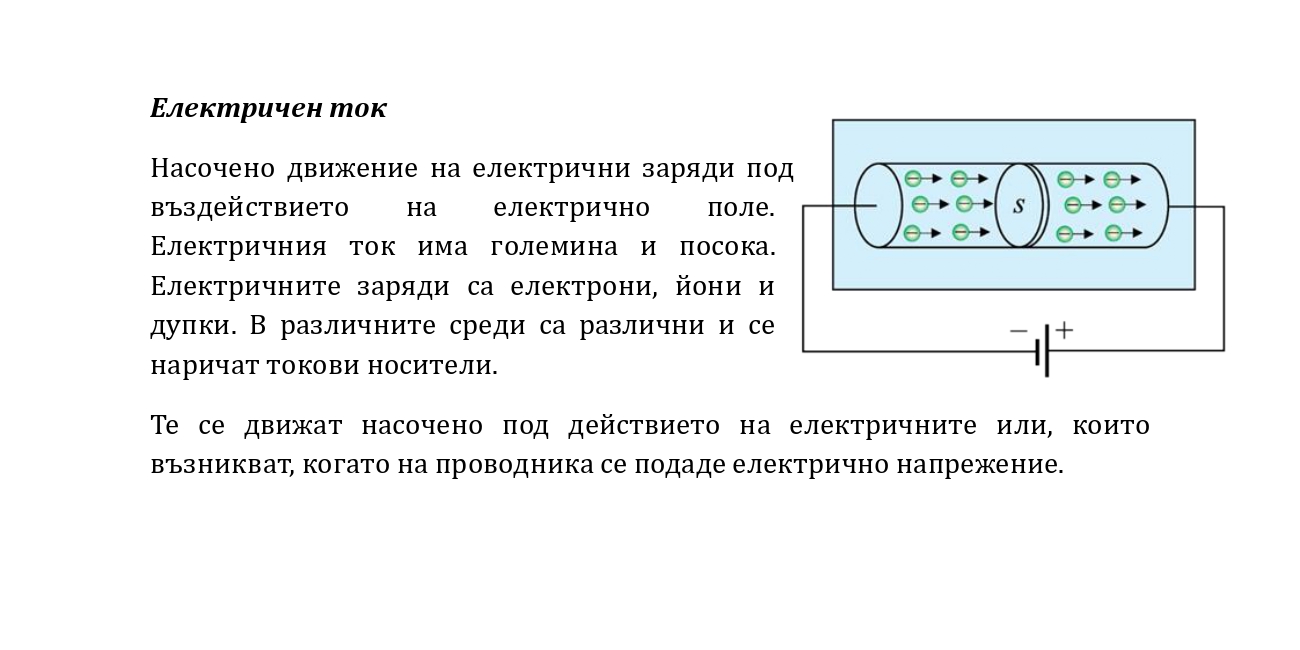 Електричен ток
Насочено движение на електрични заряди под
въздействието на електрично поле.
Електричния ток има големина и посока.
Електричните заряди са електрони, йони и
дупки. В различните среди са различни и се
наричат токови носители.
S
− +
Те се движат насочено под действието на електричните или, които
възникват, когато на проводника се подаде електрично напрежение.